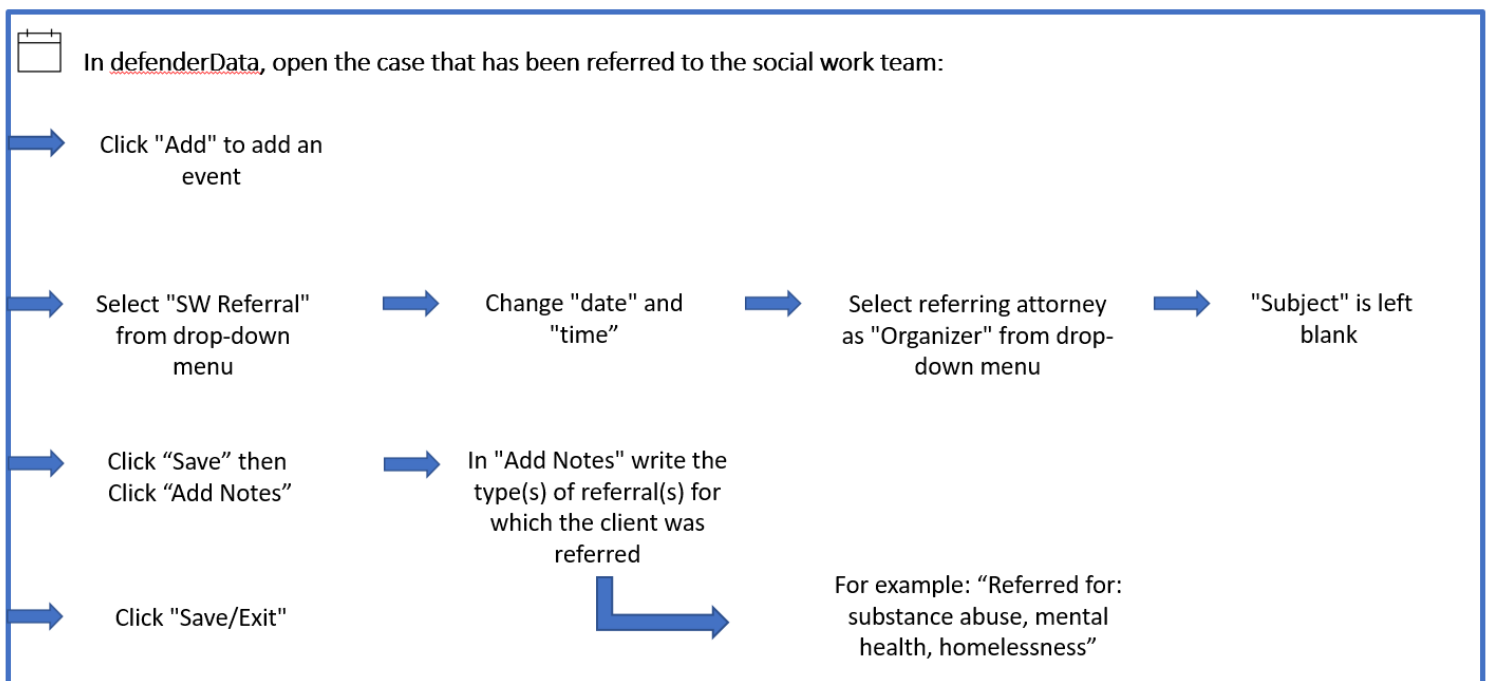 In defenderData, open the case that has been referred to the social work team:
Click "Add" to add an
event
Select "SW Referral"
from drop-down
menu
Change "date" and
"time”
Select referring attorney
as "Organizer" from drop-
down menu
"Subject" is left
blank
Click “Save” then
Click “Add Notes”
In "Add Notes" write the
type(s) of referral(s) for
which the client was
referred
For example: “Referred for:
substance abuse, mental
health, homelessness”
Click "Save/Exit"